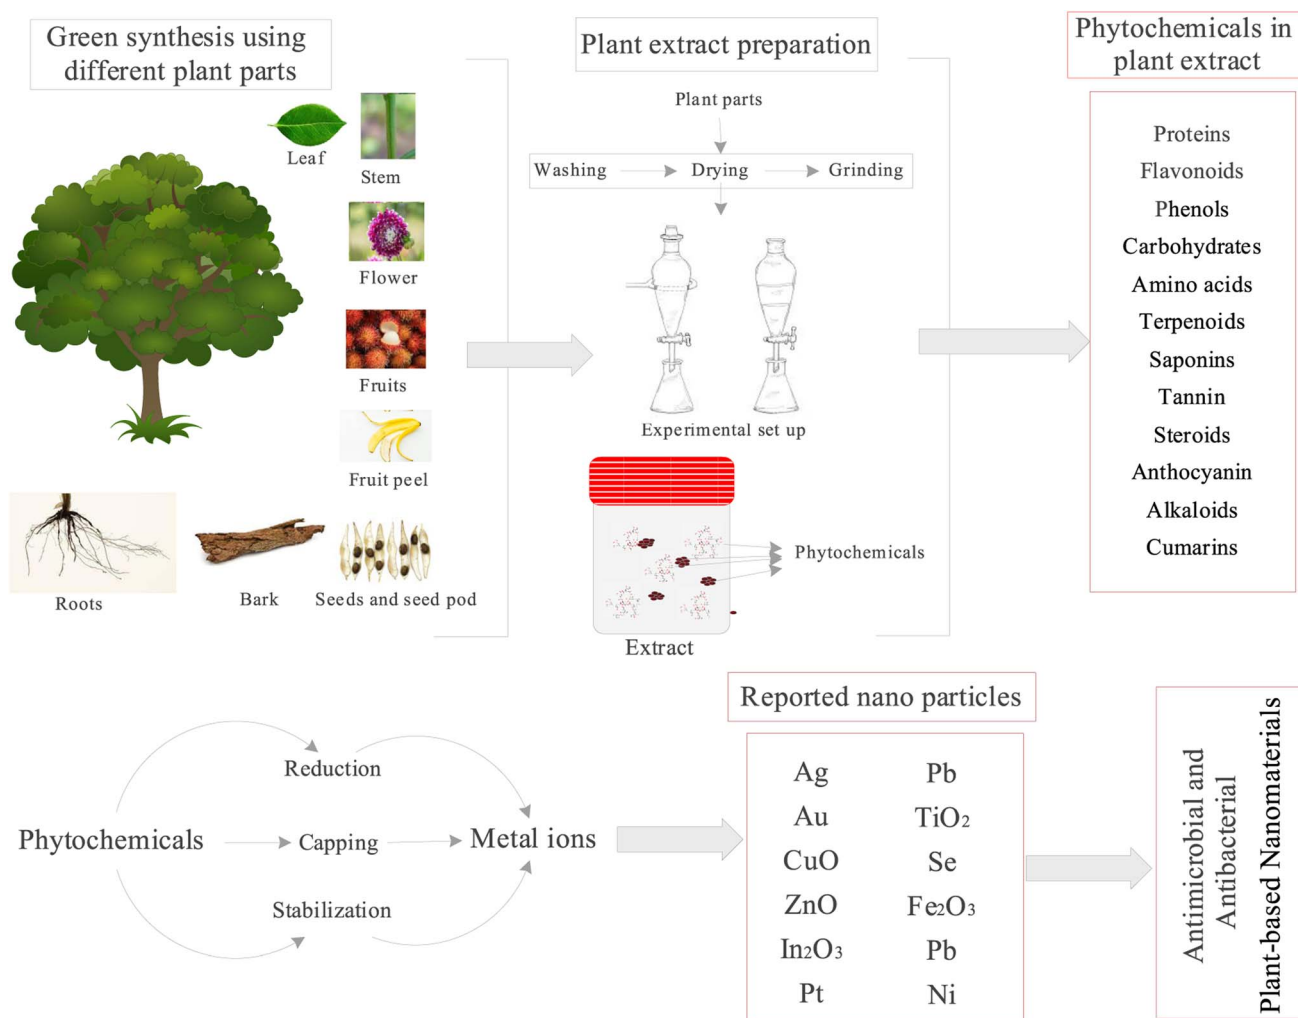 Green synthesis using
different plant parts
Leaf
Stem
Flower
Fruits
Fruit peel
Roots
Bark
Seeds and seed pod
Plant extract preparation
Plant parts
Washing Drying Grinding
Experimental set up
Phytochemicals
Extract
Phytochemicals in
plant extract
Proteins
Flavonoids
Phenols
Carbohydrates
Amino acids
Terpenoids
Saponins
Tannin
Steroids
Anthocyanin
Alkaloids
Cumarins
Reduction
Phytochemicals Capping Metal ions
Stabilization
Reported nano particles
Ag Pb
Au TiO₂
CuO Se
ZnO Fe₂O₃
In₂O₃ Pb
Pt Ni
Antimicrobial and
Antibacterial
Plant-based Nanomaterials